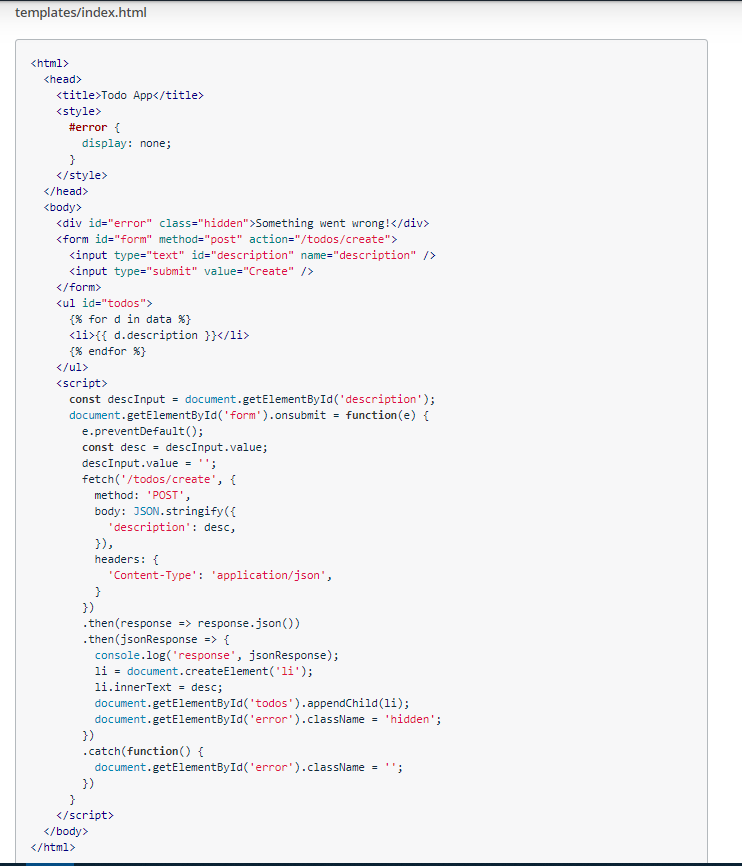 templates/index.html
<html>
  <head>
    <title>Todo App</title>
    <style>
      #error {
        display: none;
      }
    </style>
  </head>
  <body>
    <div id="error" class="hidden">Something went wrong!</div>
    <form id="form" method="post" action="/todos/create">
      <input type="text" id="description" name="description" />
      <input type="submit" value="Create" />
    </form>
    <ul id="todos">
      {% for d in data %}
      <li>{{ d.description }}</li>
      {% endfor %}
    </ul>
    <script>
      const descInput = document.getElementById('description');
      document.getElementById('form').onsubmit = function(e) {
        e.preventDefault();
        const desc = descInput.value;
        descInput.value = '';
        fetch('/todos/create', {
          method: 'POST',
          body: JSON.stringify({
            'description': desc,
          }),
          headers: {
            'Content-Type': 'application/json',
          }
        })
        .then(response => response.json())
        .then(jsonResponse => {
          console.log('response', jsonResponse);
          li = document.createElement('li');
          li.innerText = desc;
          document.getElementById('todos').appendChild(li);
          document.getElementById('error').className = 'hidden';
        })
        .catch(function() {
          document.getElementById('error').className = '';
        })
      }
    </script>
  </body>
</html>